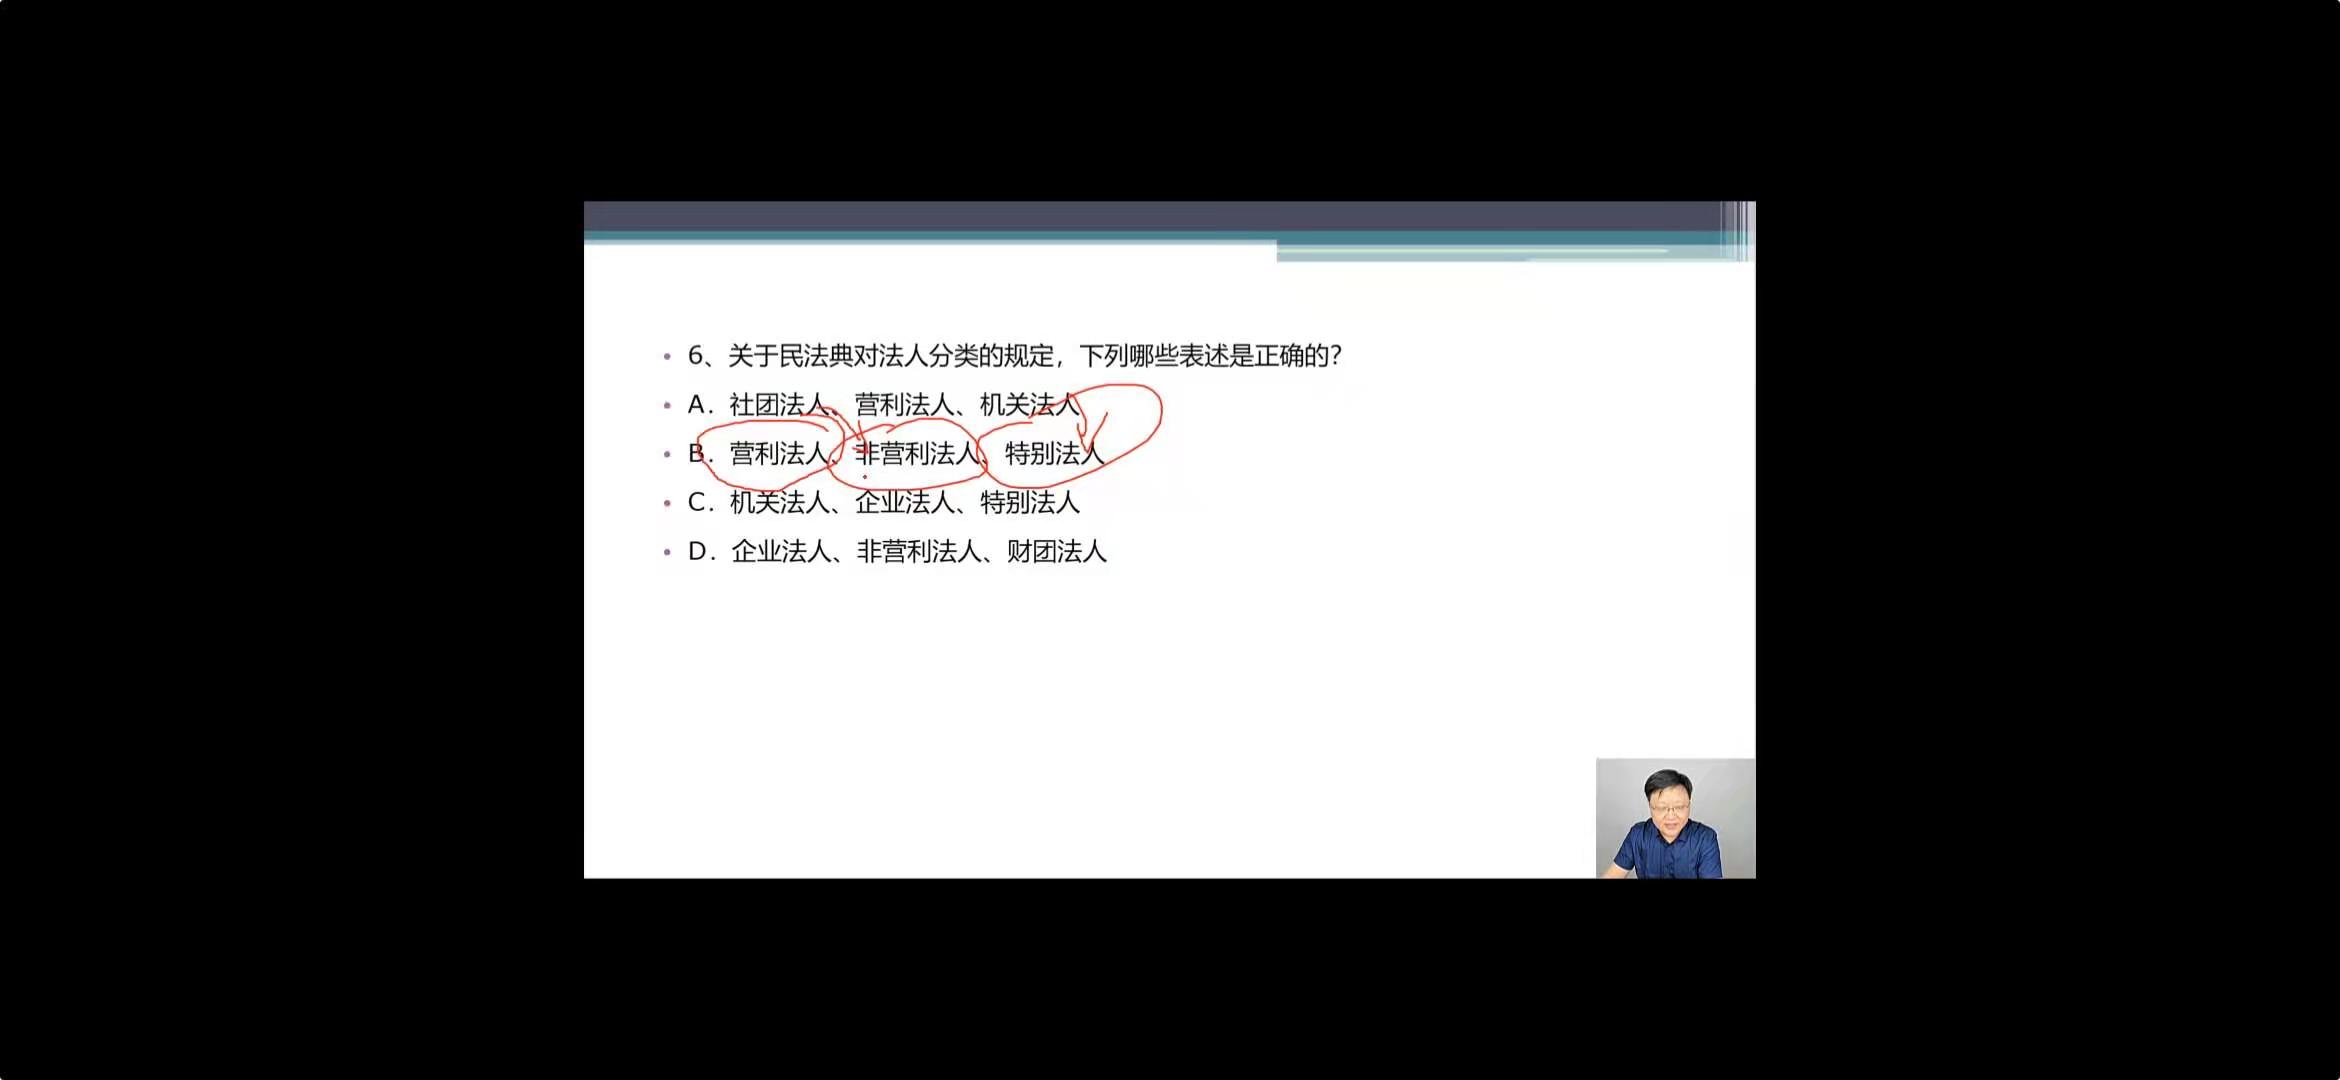 6、关于民法典对法人分类的规定，下列哪些表述是正确的？
A．社团法人、营利法人、机关法人
B．营利法人、非营利法人、特别法人
C．机关法人、企业法人、特别法人
D．企业法人、非营利法人、财团法人